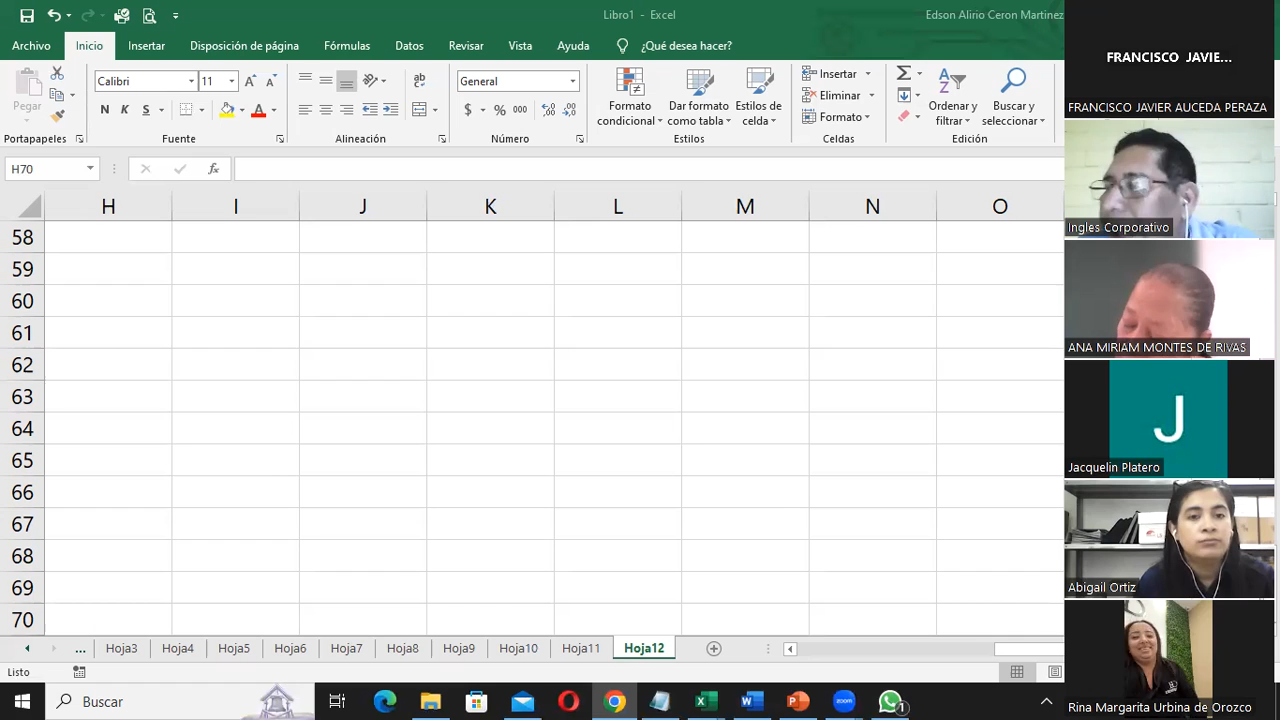 Libro1 - Excel
Edson Alirio Ceron Martinez
Archivo Inicio Insertar Disposición de página Fórmulas Datos Revisar Vista Ayuda ¿Qué desea hacer?
Pegar
Portapapeles
Calibri 11
N K S
Fuente
ab
Alineación
General
$ % 000
Número
Formato condicional
Dar formato como tabla
Estilos de celda
Estilos
Insertar
Eliminar
Formato
Celdas
Ordenar y filtrar
Buscar y seleccionar
Edición
H70
fx
H I J K L M N O
58
59
60
61
62
63
64
65
66
67
68
69
70
... Hoja3 Hoja4 Hoja5 Hoja6 Hoja7 Hoja8 Hoja9 Hoja10 Hoja11 Hoja12
Listo
Buscar
1
FRANCISCO JAVIE...
FRANCISCO JAVIER AUCEDA PERAZA
Ingles Corporativo
ANA MIRIAM MONTES DE RIVAS
J
Jacquelin Platero
Abigail Ortiz
Rina Margarita Urbina de Orozco